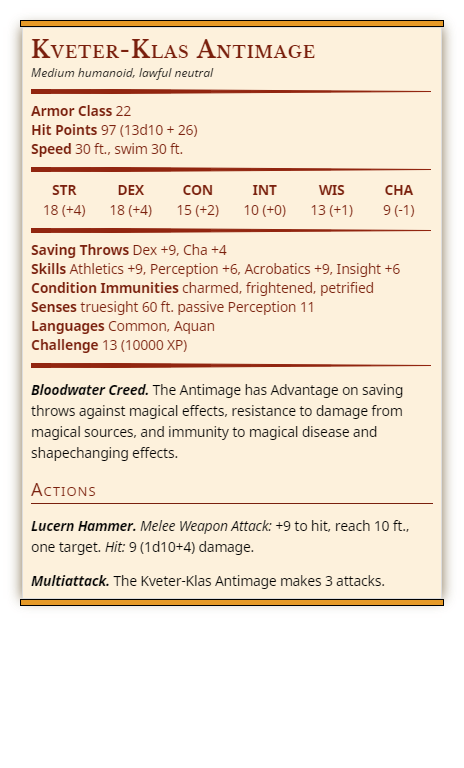 Kveter-Klas Antimage
Medium humanoid, lawful neutral
Armor Class 22
Hit Points 97 (13d10 + 26)
Speed 30 ft., swim 30 ft.
STR DEX CON INT WIS CHA
18 (+4) 18 (+4) 15 (+2) 10 (+0) 13 (+1) 9 (-1)
Saving Throws Dex +9, Cha +4
Skills Athletics +9, Perception +6, Acrobatics +9, Insight +6
Condition Immunities charmed, frightened, petrified
Senses truesight 60 ft. passive Perception 11
Languages Common, Aquan
Challenge 13 (10000 XP)
Bloodwater Creed. The Antimage has Advantage on saving
throws against magical effects, resistance to damage from
magical sources, and immunity to magical disease and
shapechanging effects.
Actions
Lucern Hammer. Melee Weapon Attack: +9 to hit, reach 10 ft.,
one target. Hit: 9 (1d10+4) damage.
Multiattack. The Kveter-Klas Antimage makes 3 attacks.